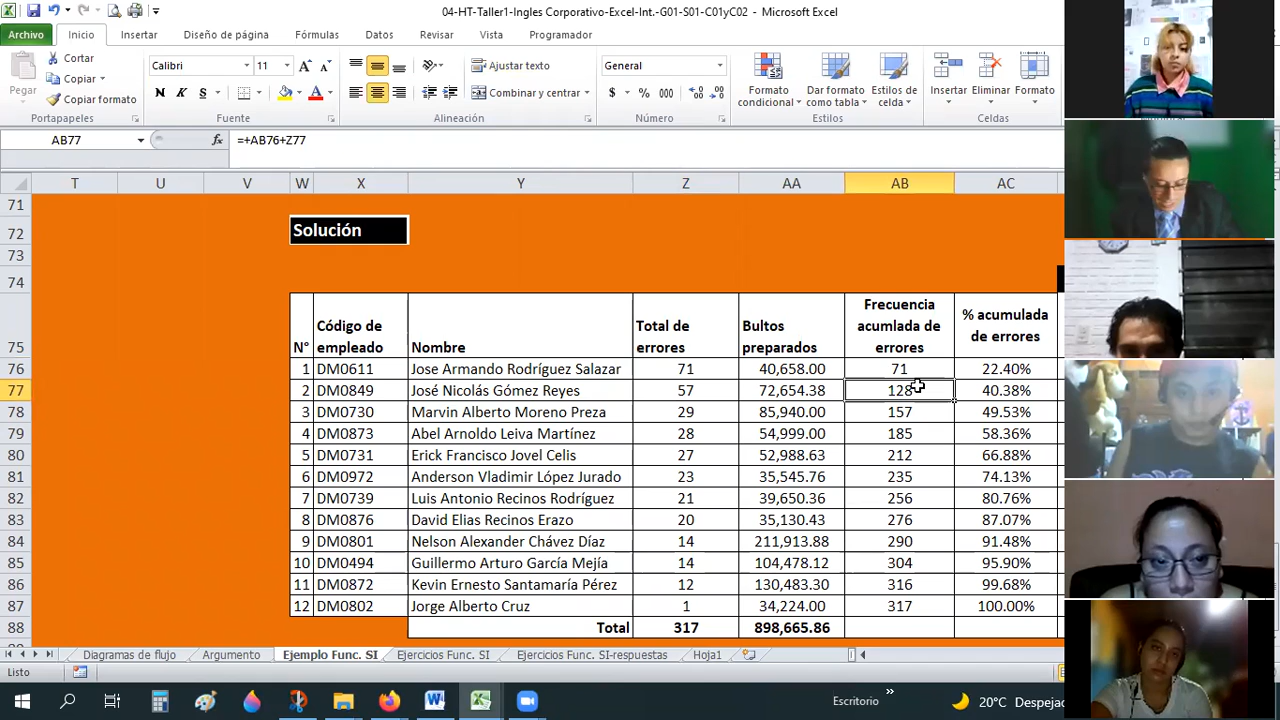 04-HT-Taller1-Ingles Corporativo-Excel-Int.-G01-S01-C01yC02 - Microsoft Excel
Archivo Inicio Insertar Diseño de página Fórmulas Datos Revisar Vista Programador
Pegar
Cortar
Copiar
Copiar formato
Portapapeles
Calibri 11
N K S
Fuente
Ajustar texto
Combinar y centrar
Alineación
General
$ % 000
Número
Formato condicional
Dar formato como tabla
Estilos de celda
Estilos
Insertar
Eliminar
Formato
Celdas
AB77 fx =+AB76+Z77
T U V W X Y Z AA AB AC
71
72 Solución
73
74
75 N° Código de empleado Nombre Total de errores Bultos preparados Frecuencia acumlada de errores % acumulada de errores
76 1 DM0611 Jose Armando Rodríguez Salazar 71 40,658.00 71 22.40%
77 2 DM0849 José Nicolás Gómez Reyes 57 72,654.38 128 40.38%
78 3 DM0730 Marvin Alberto Moreno Preza 29 85,940.00 157 49.53%
79 4 DM0873 Abel Arnoldo Leiva Martínez 28 54,999.00 185 58.36%
80 5 DM0731 Erick Francisco Jovel Celis 27 52,988.63 212 66.88%
81 6 DM0972 Anderson Vladimir López Jurado 23 35,545.76 235 74.13%
82 7 DM0739 Luis Antonio Recinos Rodríguez 21 39,650.36 256 80.76%
83 8 DM0876 David Elias Recinos Erazo 20 35,130.43 276 87.07%
84 9 DM0801 Nelson Alexander Chávez Díaz 14 211,913.88 290 91.48%
85 10 DM0494 Guillermo Arturo García Mejía 14 104,478.12 304 95.90%
86 11 DM0872 Kevin Ernesto Santamaría Pérez 12 130,483.30 316 99.68%
87 12 DM0802 Jorge Alberto Cruz 1 34,224.00 317 100.00%
88 Total 317 898,665.86
Diagramas de flujo Argumento Ejemplo Func. SI Ejercicios Func. SI Ejercicios Func. SI-respuestas Hoja1
Listo
Escritorio » 20°C Despejad